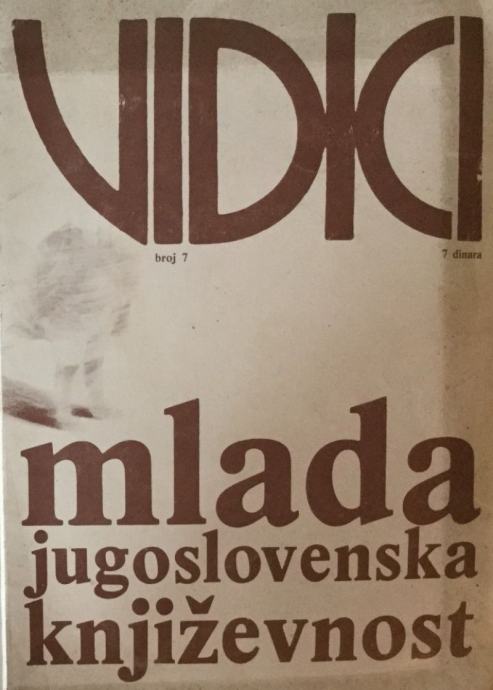 VIDICI
broj 7 7 dinara
mlada
jugoslovenska
književnost